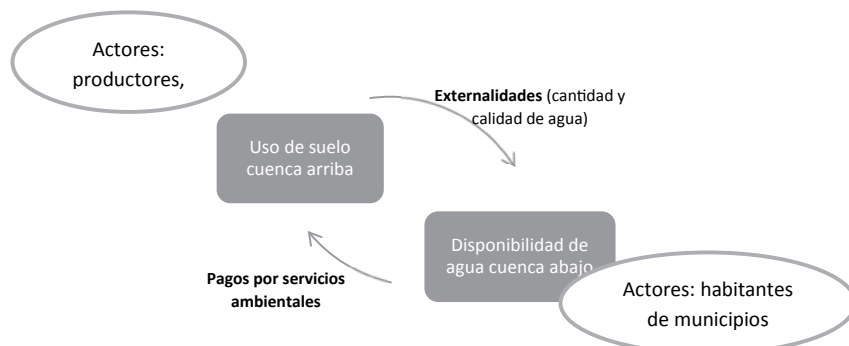 Actores:
productores,
Externalidades (cantidad y
calidad de agua)
Uso de suelo
cuenca arriba
Disponibilidad de
agua cuenca abajo
Pagos por servicios
ambientales
Actores: habitantes
de municipios